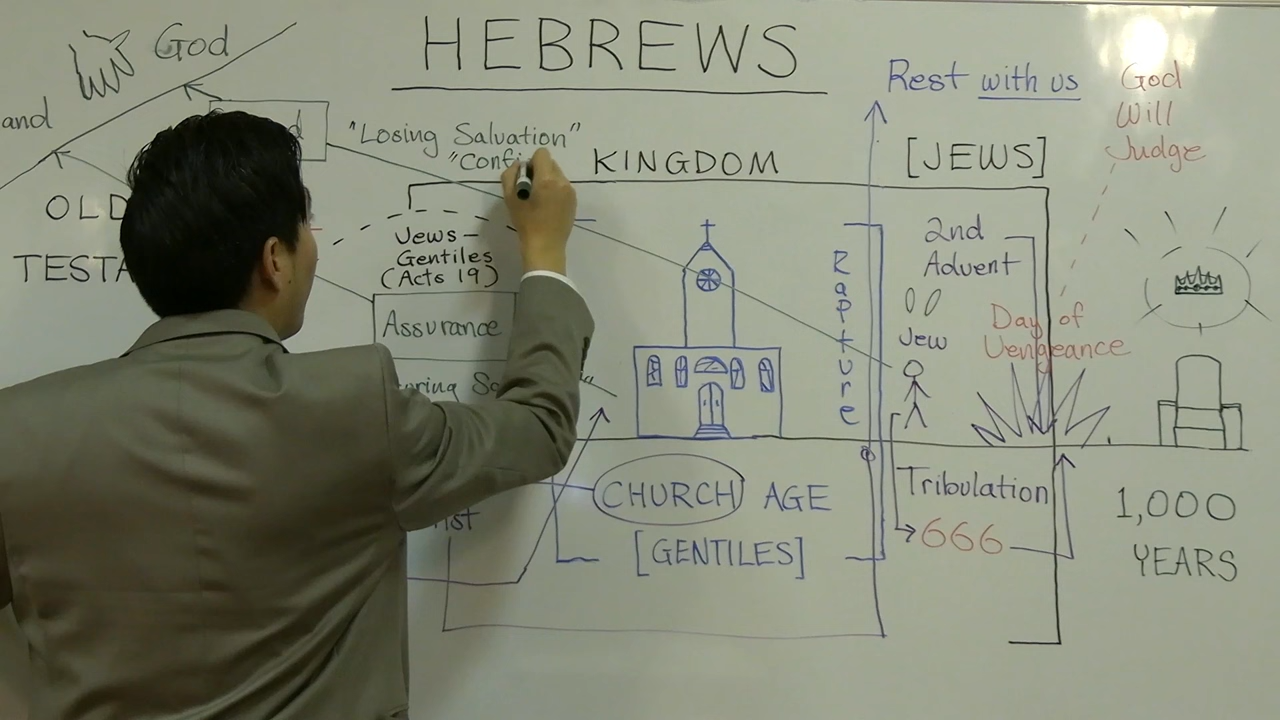 HEBREWS
God
and
OLD
"Losing Salvation"
"Confi
KINGDOM
Rest with us
[JEWS]
God
Will
Judge
Jews-
Gentiles
(Acts 19)
Assurance
Rapture
2nd
Advent
Jew
Day of
Vengeance
CHURCH AGE
[GENTILES]
Tribulation
666
1,000
YEARS